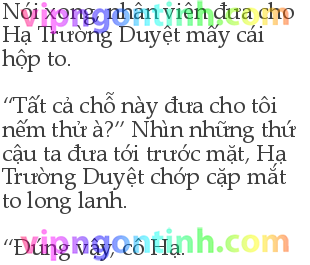 Nói xong, nhân viên đưa cho
vipngontinh.com
Hạ Trường Duyệt mấy cái
hộp to.
“Tất cả chỗ này đưa cho tôi
nếm thử à?” Nhìn những thứ
cậu ta đưa tới trước mặt, Hạ
Trường Duyệt chớp cặp mắt
to long lanh.
“Đúng vậy, cô Hạ.
vipngontinh.com